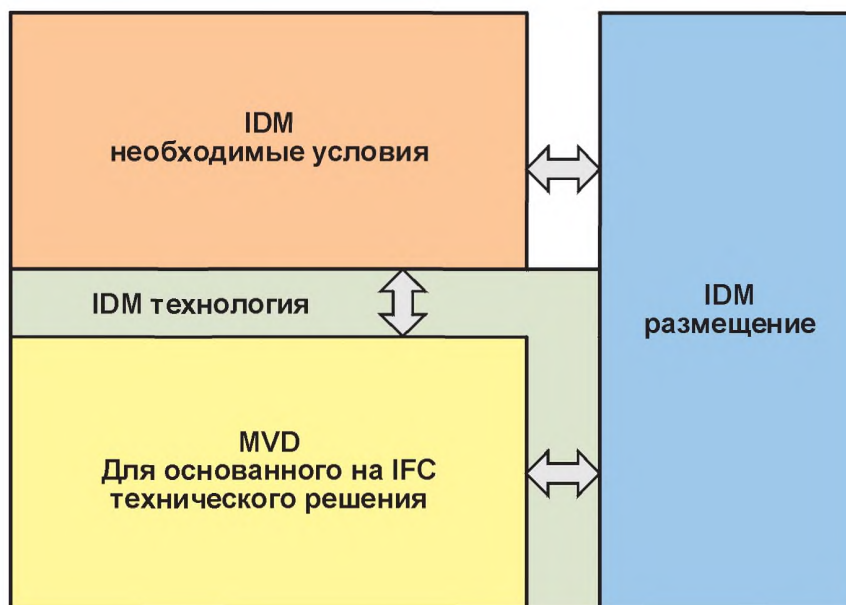 IDM
необходимые условия
IDM технология
IDM
размещение
MVD
Для основанного на IFC
технического решения